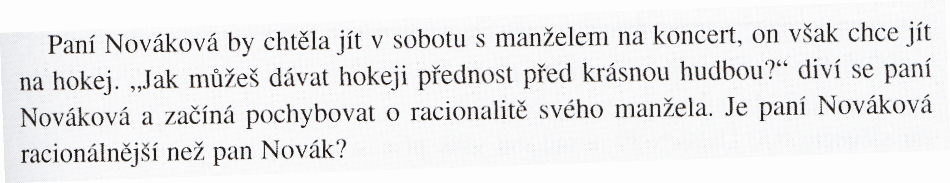 Paní Nováková by chtěla jít v sobotu s manželem na koncert, on však chce jít
na hokej. „Jak můžeš dávat hokeji přednost před krásnou hudbou?“ diví se paní
Nováková a začíná pochybovat o racionalitě svého manžela. Je paní Nováková
racionálnější než pan Novák?